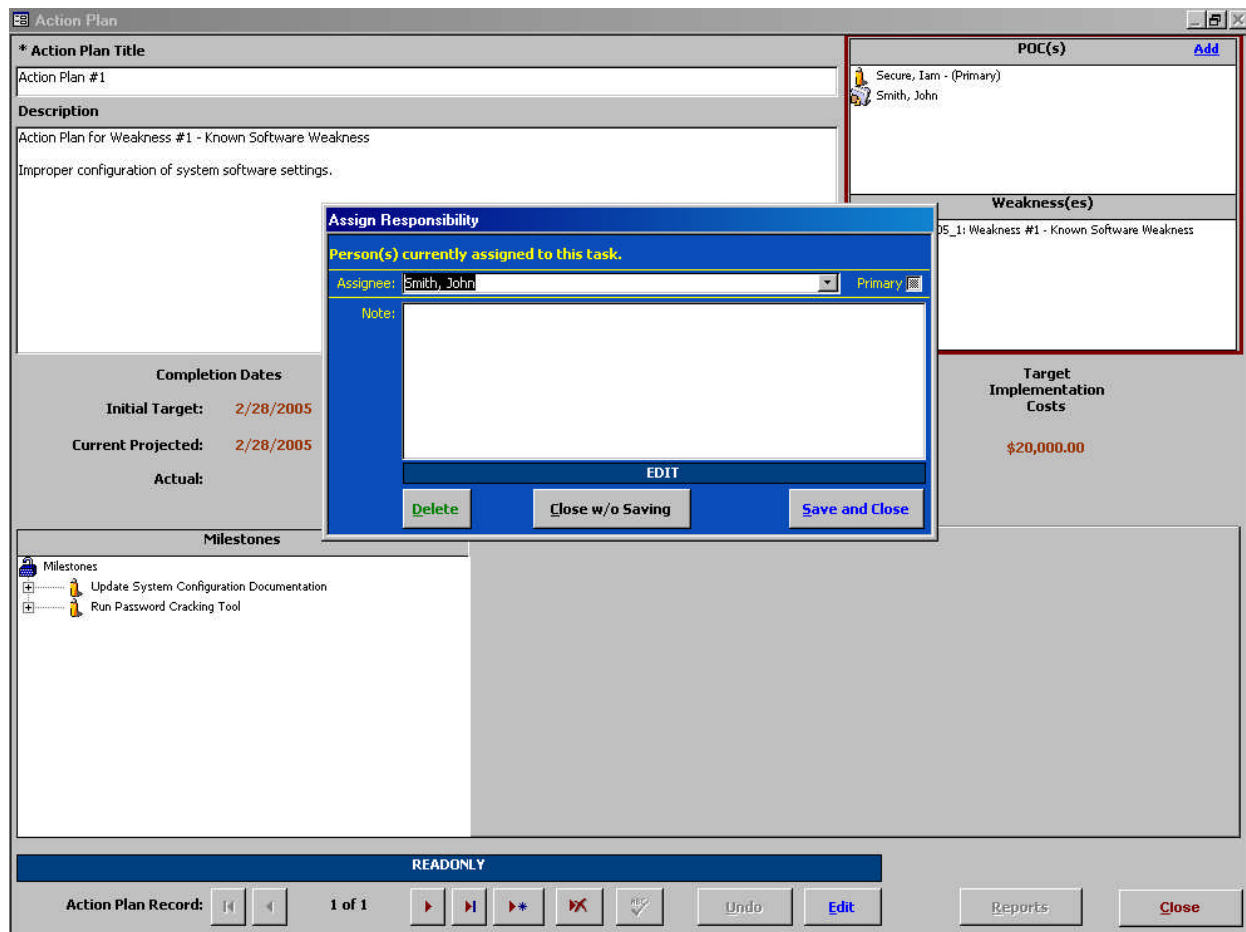 Action Plan
* Action Plan Title
Action Plan #1
Description
Action Plan for Weakness #1 - Known Software Weakness
Improper configuration of system software settings.
POC(s) Add
Secure, Iam - (Primary)
Smith, John
Weakness(es)
05_1: Weakness #1 - Known Software Weakness
Assign Responsibility
Person(s) currently assigned to this task.
Assignee: Smith, John Primary
Note:
EDIT
Delete Close w/o Saving Save and Close
Completion Dates
Initial Target: 2/28/2005
Current Projected: 2/28/2005
Actual:
Target
Implementation
Costs
$20,000.00
Milestones
Milestones
Update System Configuration Documentation
Run Password Cracking Tool
READONLY
Action Plan Record: 1 of 1 Undo Edit Reports Close